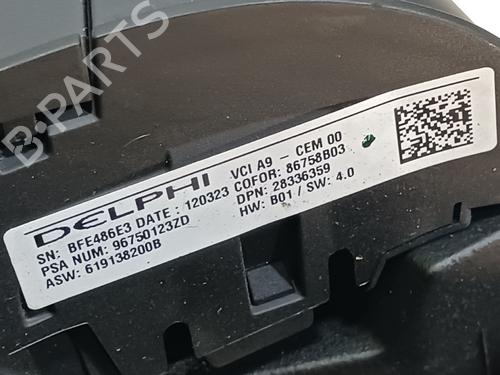 B-PARTS
DELPHI VCI A9 - CEM 00
SN: BFE486E3 DATE : 120323 COFOR: 86758B03
PSA NUM: 96750123ZD DPN: 28336359
ASW: 619138200B HW: B01 / SW: 4.0